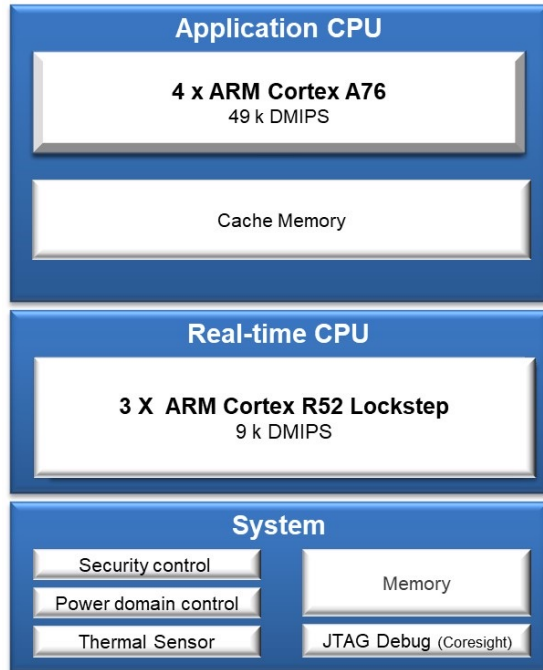 Application CPU
4 x ARM Cortex A76
49 k DMIPS
Cache Memory
Real-time CPU
3 X ARM Cortex R52 Lockstep
9 k DMIPS
System
Security control
Power domain control
Thermal Sensor
Memory
JTAG Debug (Coresight)